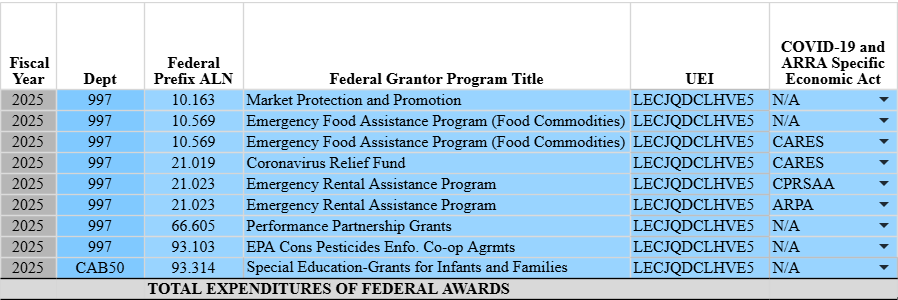 Fiscal Year Dept Federal Prefix ALN Federal Grantor Program Title UEI COVID-19 and ARRA Specific Economic Act
2025 997 10.163 Market Protection and Promotion LECJQDCLHVE5 N/A
2025 997 10.569 Emergency Food Assistance Program (Food Commodities) LECJQDCLHVE5 N/A
2025 997 10.569 Emergency Food Assistance Program (Food Commodities) LECJQDCLHVE5 CARES
2025 997 21.019 Coronavirus Relief Fund LECJQDCLHVE5 CARES
2025 997 21.023 Emergency Rental Assistance Program LECJQDCLHVE5 CPRSAA
2025 997 21.023 Emergency Rental Assistance Program LECJQDCLHVE5 ARPA
2025 997 66.605 Performance Partnership Grants LECJQDCLHVE5 N/A
2025 997 93.103 EPA Cons Pesticides Enfo. Co-op Agrmts LECJQDCLHVE5 N/A
2025 CAB50 93.314 Special Education-Grants for Infants and Families LECJQDCLHVE5 N/A
TOTAL EXPENDITURES OF FEDERAL AWARDS